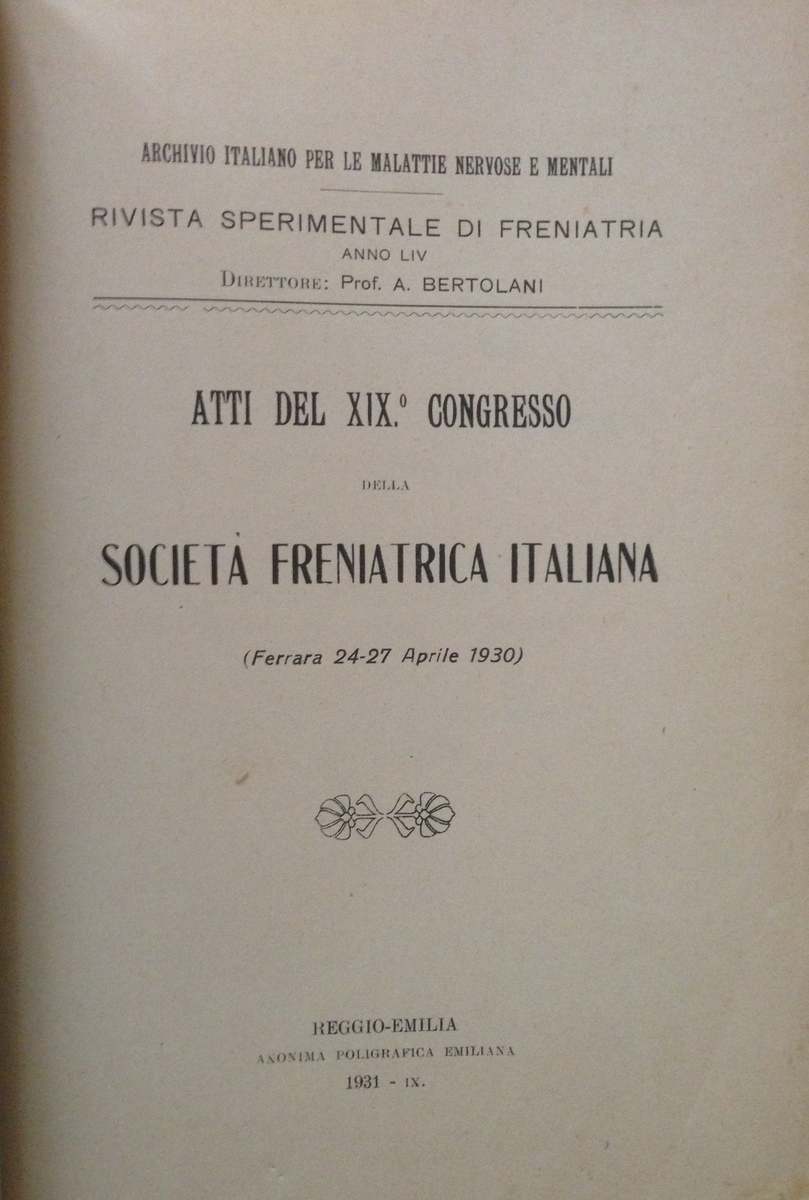 ARCHIVIO ITALIANO PER LE MALATTIE NERVOSE E MENTALI
RIVISTA SPERIMENTALE DI FRENIATRIA
ANNO LIV
DIRETTORE: Prof. A. BERTOLANI
ATTI DEL XIX.º CONGRESSO
DELLA
SOCIETÀ FRENIATRICA ITALIANA
(Ferrara 24-27 Aprile 1930)
REGGIO-EMILIA
ANONIMA POLIGRAFICA EMILIANA
1931 - IX.